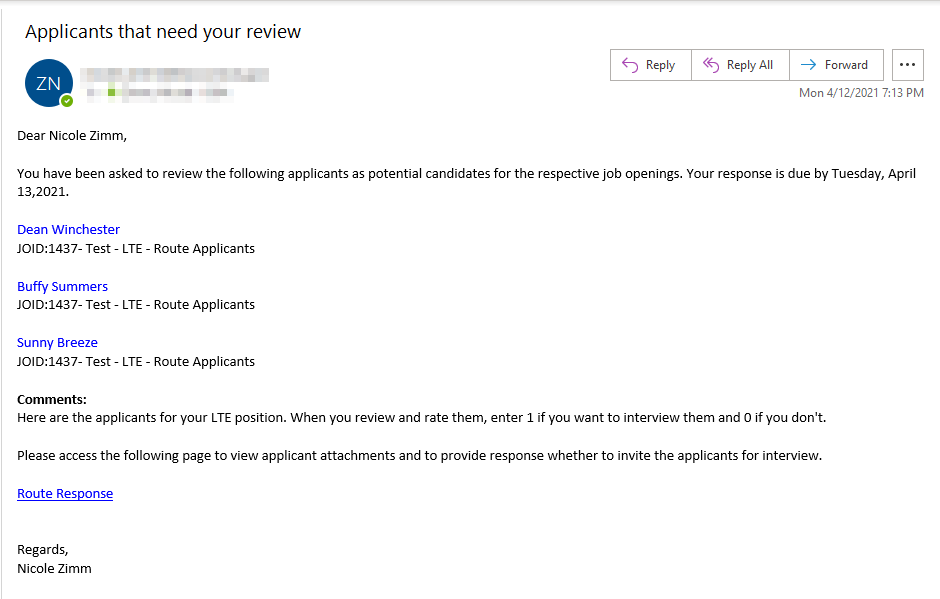 Applicants that need your review
ZN
Reply
Reply All
Forward
Mon 4/12/2021 7:13 PM
Dear Nicole Zimm,
You have been asked to review the following applicants as potential candidates for the respective job openings. Your response is due by Tuesday, April
13,2021.
Dean Winchester
JOID:1437- Test - LTE - Route Applicants
Buffy Summers
JOID:1437- Test - LTE - Route Applicants
Sunny Breeze
JOID:1437- Test - LTE - Route Applicants
Comments:
Here are the applicants for your LTE position. When you review and rate them, enter 1 if you want to interview them and 0 if you don't.
Please access the following page to view applicant attachments and to provide response whether to invite the applicants for interview.
Route Response
Regards,
Nicole Zimm